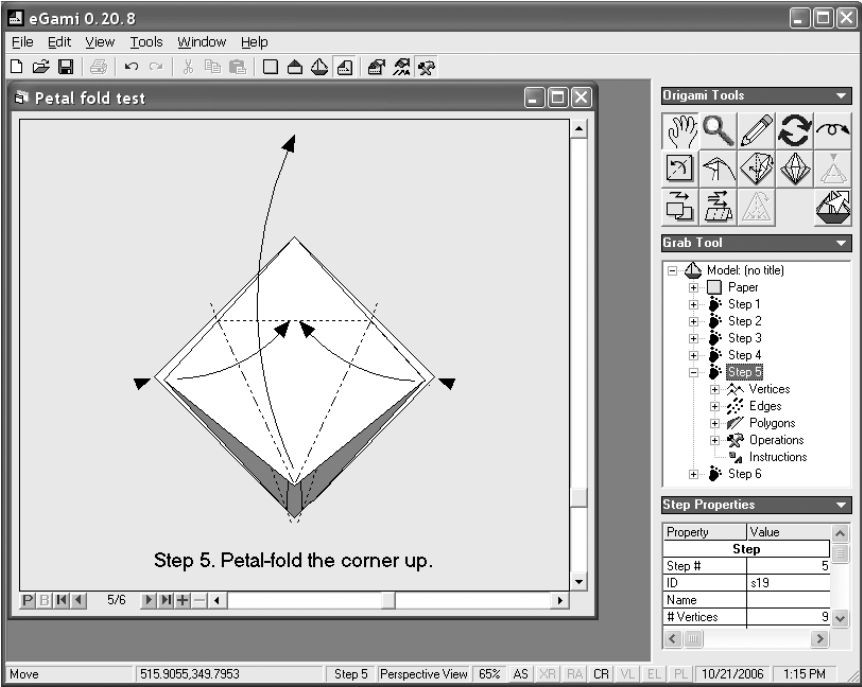 eGami 0.20.8
File Edit View Tools Window Help
Petal fold test
Step 5. Petal-fold the corner up.
P B 5/6
Origami Tools
Grab Tool
Model: (no title)
Paper
Step 1
Step 2
Step 3
Step 4
Step 5
Vertices
Edges
Polygons
Operations
Instructions
Step 6
Step Properties
Property Value
Step
Step # 5
ID s19
Name
# Vertices 9
Move 515.9055,349.7953 Step 5 Perspective View 65% AS XR RA CR VL EL PL 10/21/2006 1:15 PM